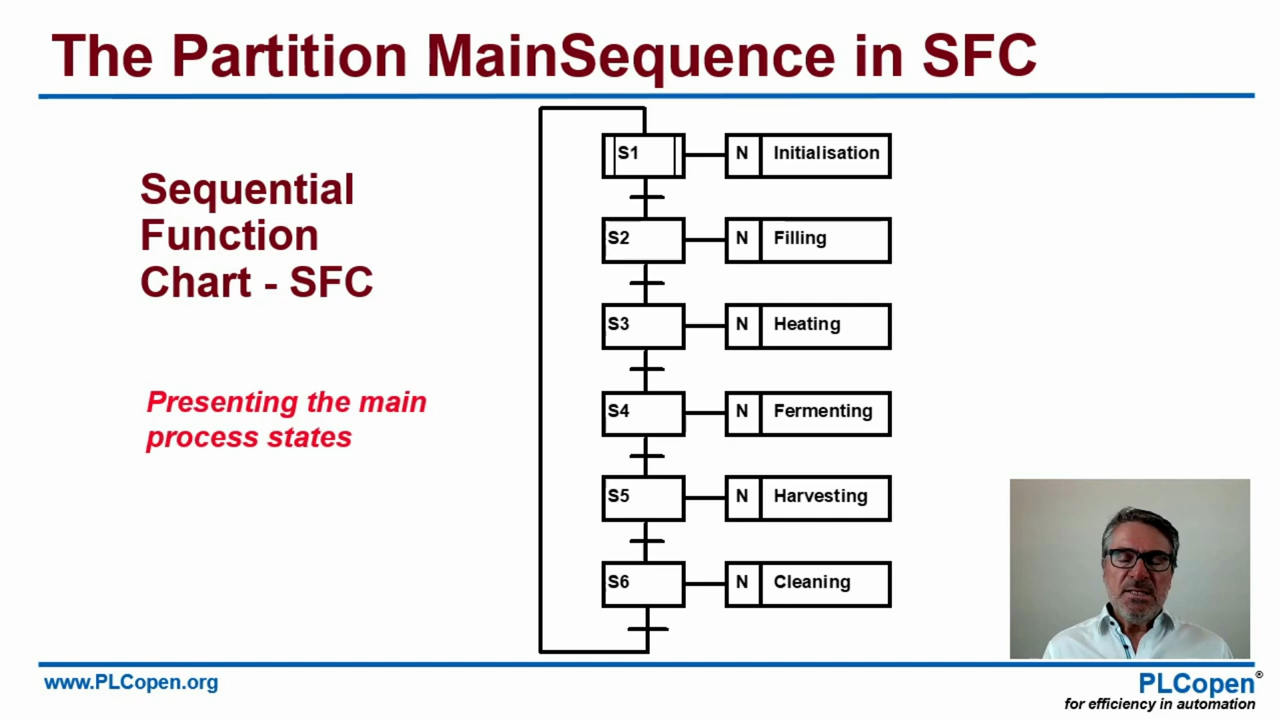 The Partition MainSequence in SFC
Sequential
Function
Chart - SFC
Presenting the main
process states
S1 N Initialisation
S2 N Filling
S3 N Heating
S4 N Fermenting
S5 N Harvesting
S6 N Cleaning
www.PLCopen.org
PLCopen®
for efficiency in automation